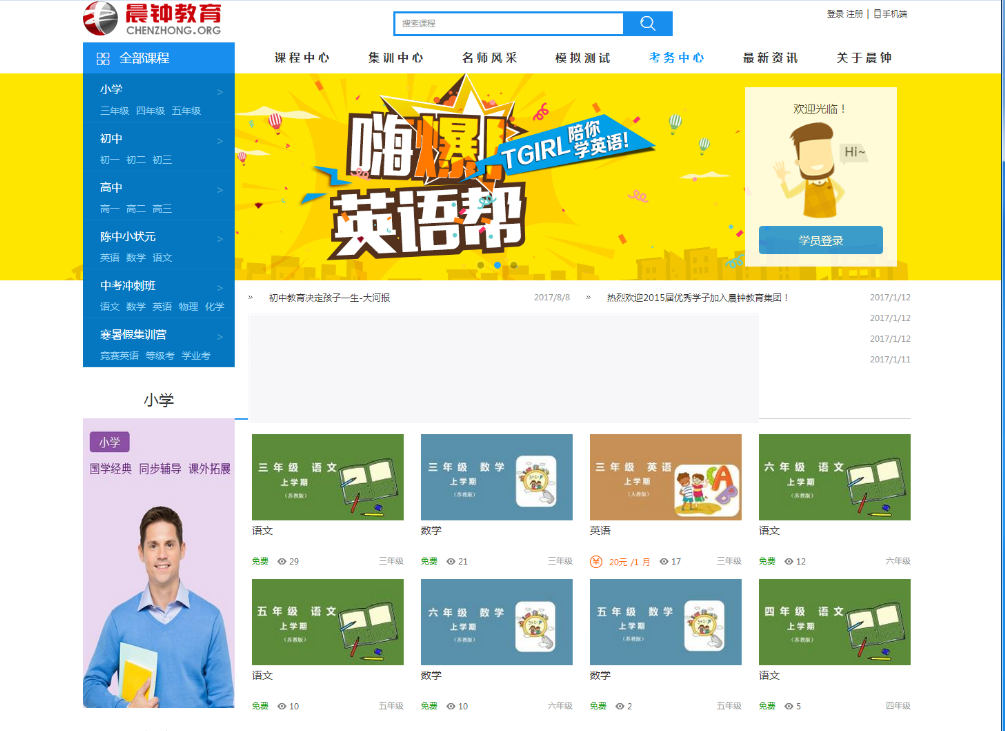 晨钟教育
CHENZHONG.ORG
搜索课程
登录 注册 | 手机端
全部课程
课程中心 集训中心 名师风采 模拟测试 考务中心 最新资讯 关于晨钟
小学 >
三年级 四年级 五年级
初中 >
初一 初二 初三
高中 >
高一 高二 高三
陈中小状元 >
英语 数学 语文
中考冲刺班 >
语文 数学 英语 物理 化学
寒暑假集训营 >
竞赛英语 等级考 学业考
嗨爆!
TGIRL陪你学英语!
英语帮
欢迎光临！
Hi~
学员登录
» 初中教育决定孩子一生-大河报 2017/8/8
» 热烈欢迎2015届优秀学子加入晨钟教育集团！ 2017/1/12
2017/1/12
2017/1/12
2017/1/11
小学
小学
国学经典 同步辅导 课外拓展
三年级 语文
上学期
（苏教版）
语文
免费 29 三年级
三年级 数学
上学期
（苏教版）
数学
免费 21 三年级
三年级 英语
上学期
（人教版）
英语
20元 /1 月 17 三年级
六年级 语文
上学期
（苏教版）
语文
免费 12 六年级
五年级 语文
上学期
（苏教版）
语文
免费 10 五年级
六年级 数学
上学期
（苏教版）
数学
免费 10 六年级
五年级 数学
上学期
（苏教版）
数学
免费 2 五年级
四年级 语文
上学期
（苏教版）
语文
免费 5 四年级